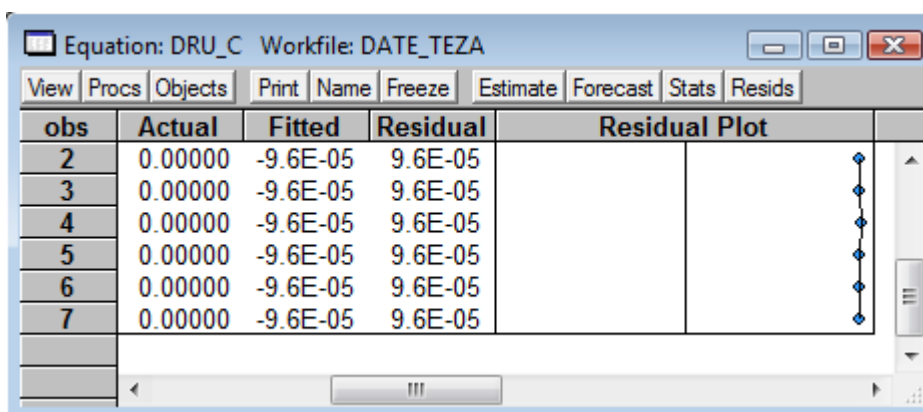 Equation: DRU_C Workfile: DATE_TEZA
View Procs Objects Print Name Freeze Estimate Forecast Stats Resids
obs Actual Fitted Residual Residual Plot
2 0.00000 -9.6E-05 9.6E-05
3 0.00000 -9.6E-05 9.6E-05
4 0.00000 -9.6E-05 9.6E-05
5 0.00000 -9.6E-05 9.6E-05
6 0.00000 -9.6E-05 9.6E-05
7 0.00000 -9.6E-05 9.6E-05